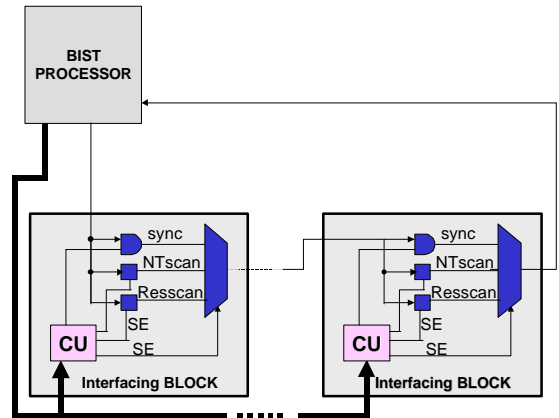 BIST
PROCESSOR
sync
NTscan
Resscan
SE
SE
CU
Interfacing BLOCK
sync
NTscan
Resscan
SE
SE
CU
Interfacing BLOCK